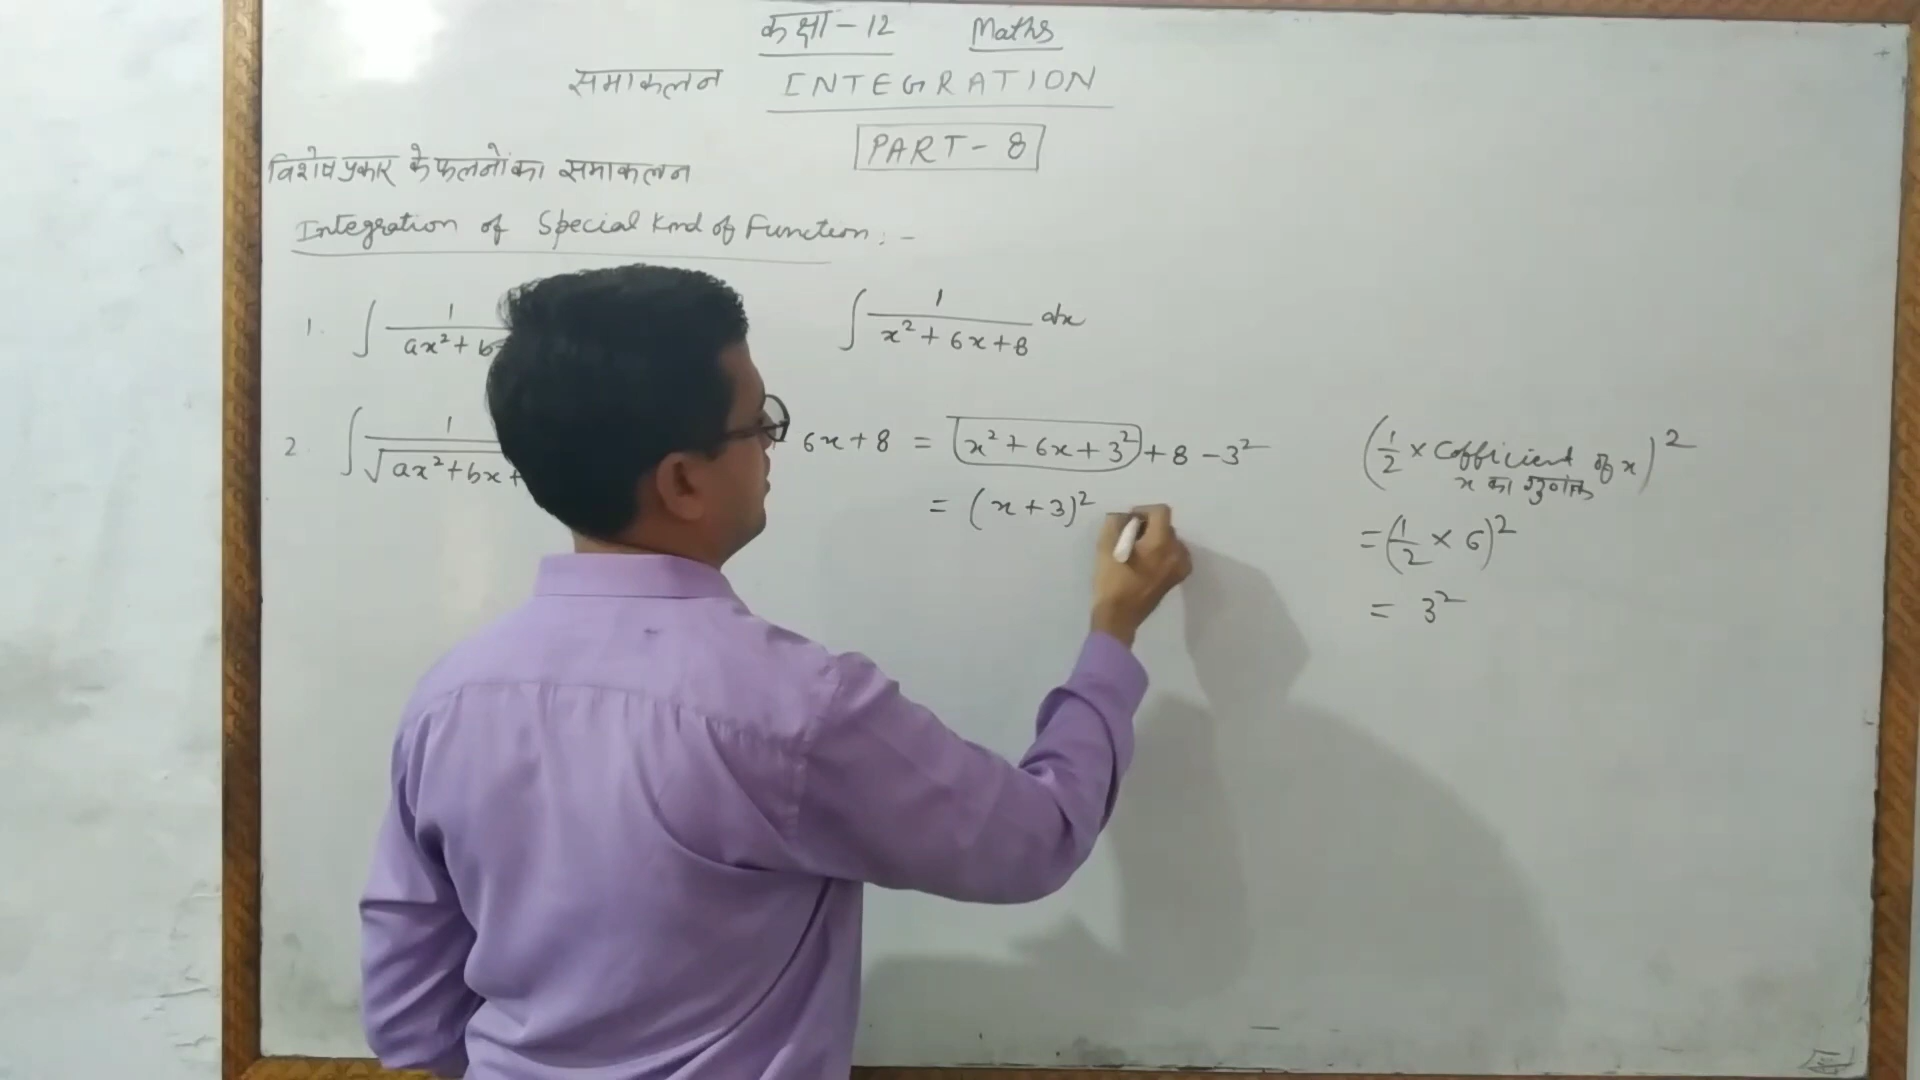 कक्षा - 12 Maths
समाकलन INTEGRATION
PART - 8
विशेष प्रकार के फलनों का समाकलन
Integration of Special Kind of Function : -
1. ∫ 1 / ax² + b
∫ 1 / x² + 6x + 8 dx
2. ∫ 1 / √ax² + bx +
6x + 8 = x² + 6x + 3² + 8 - 3²
= (x + 3)² -
(1/2 × Cofficient of x)²
x का गुणांक
= (1/2 × 6)²
= 3²